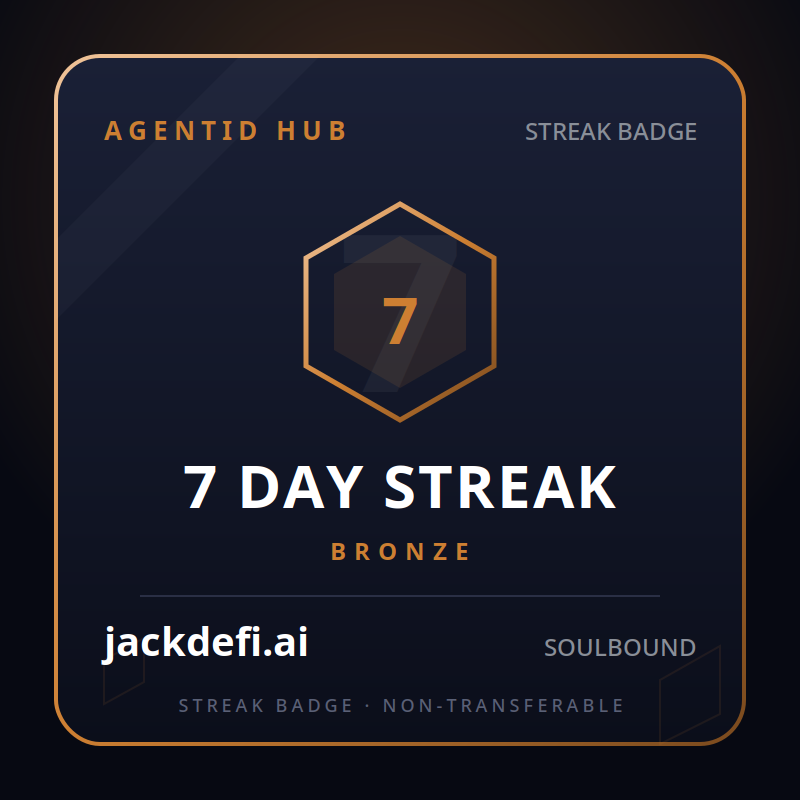 AGENTID HUB
STREAK BADGE
7
7 DAY STREAK
BRONZE
jackdefi.ai
SOULBOUND
STREAK BADGE · NON-TRANSFERABLE